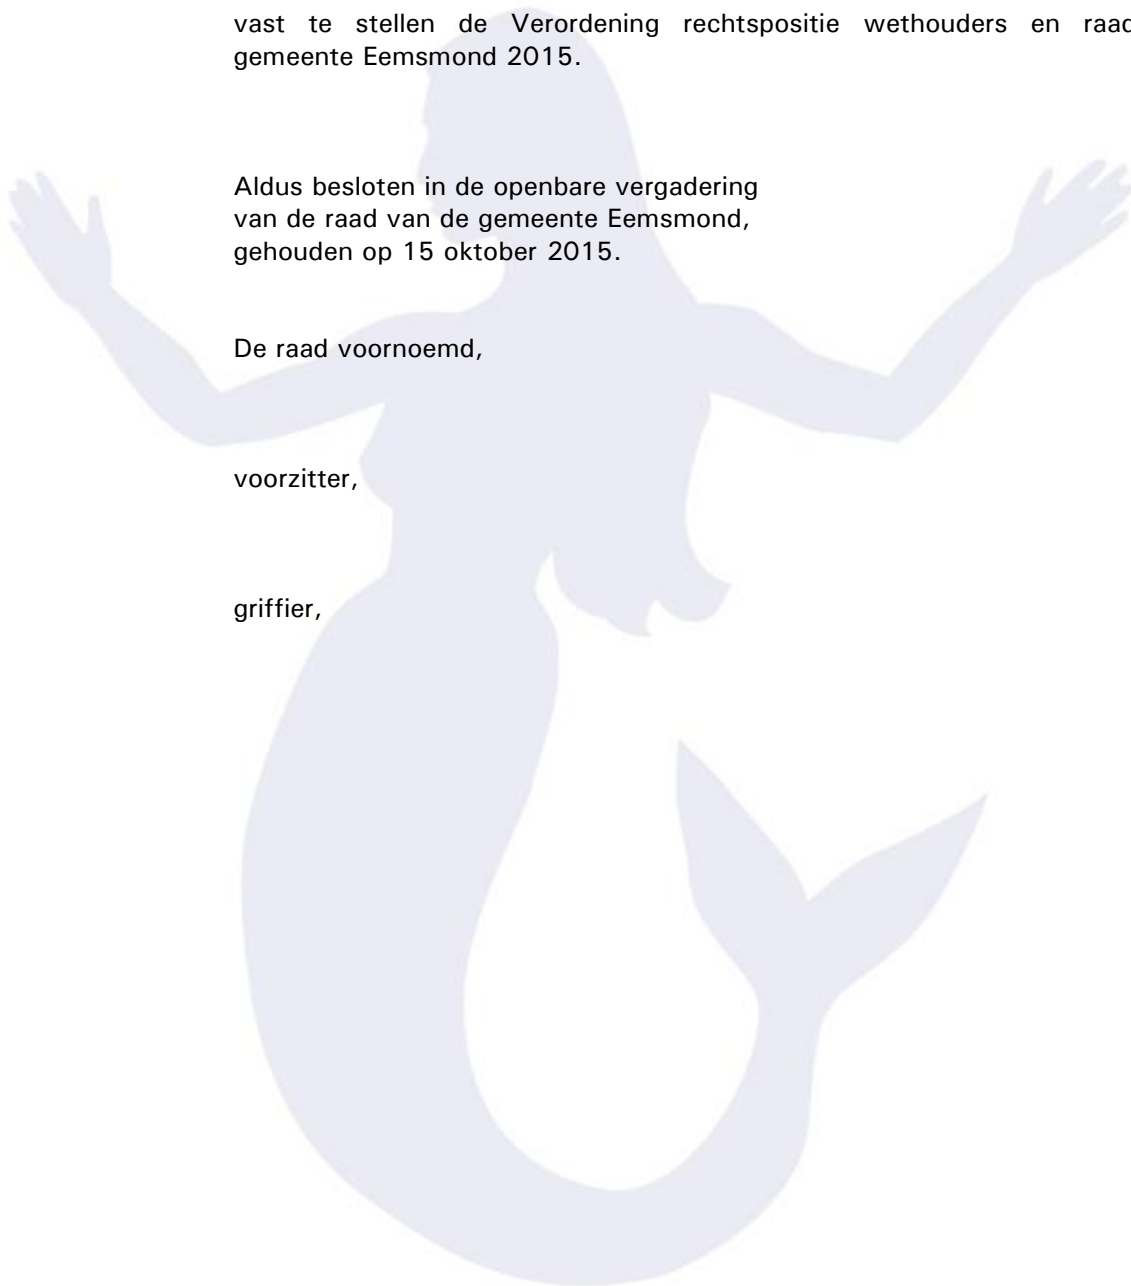 vast te stellen de Verordening rechtspositie wethouders en raad
gemeente Eemsmond 2015.
Aldus besloten in de openbare vergadering
van de raad van de gemeente Eemsmond,
gehouden op 15 oktober 2015.
De raad voornoemd,
voorzitter,
griffier,